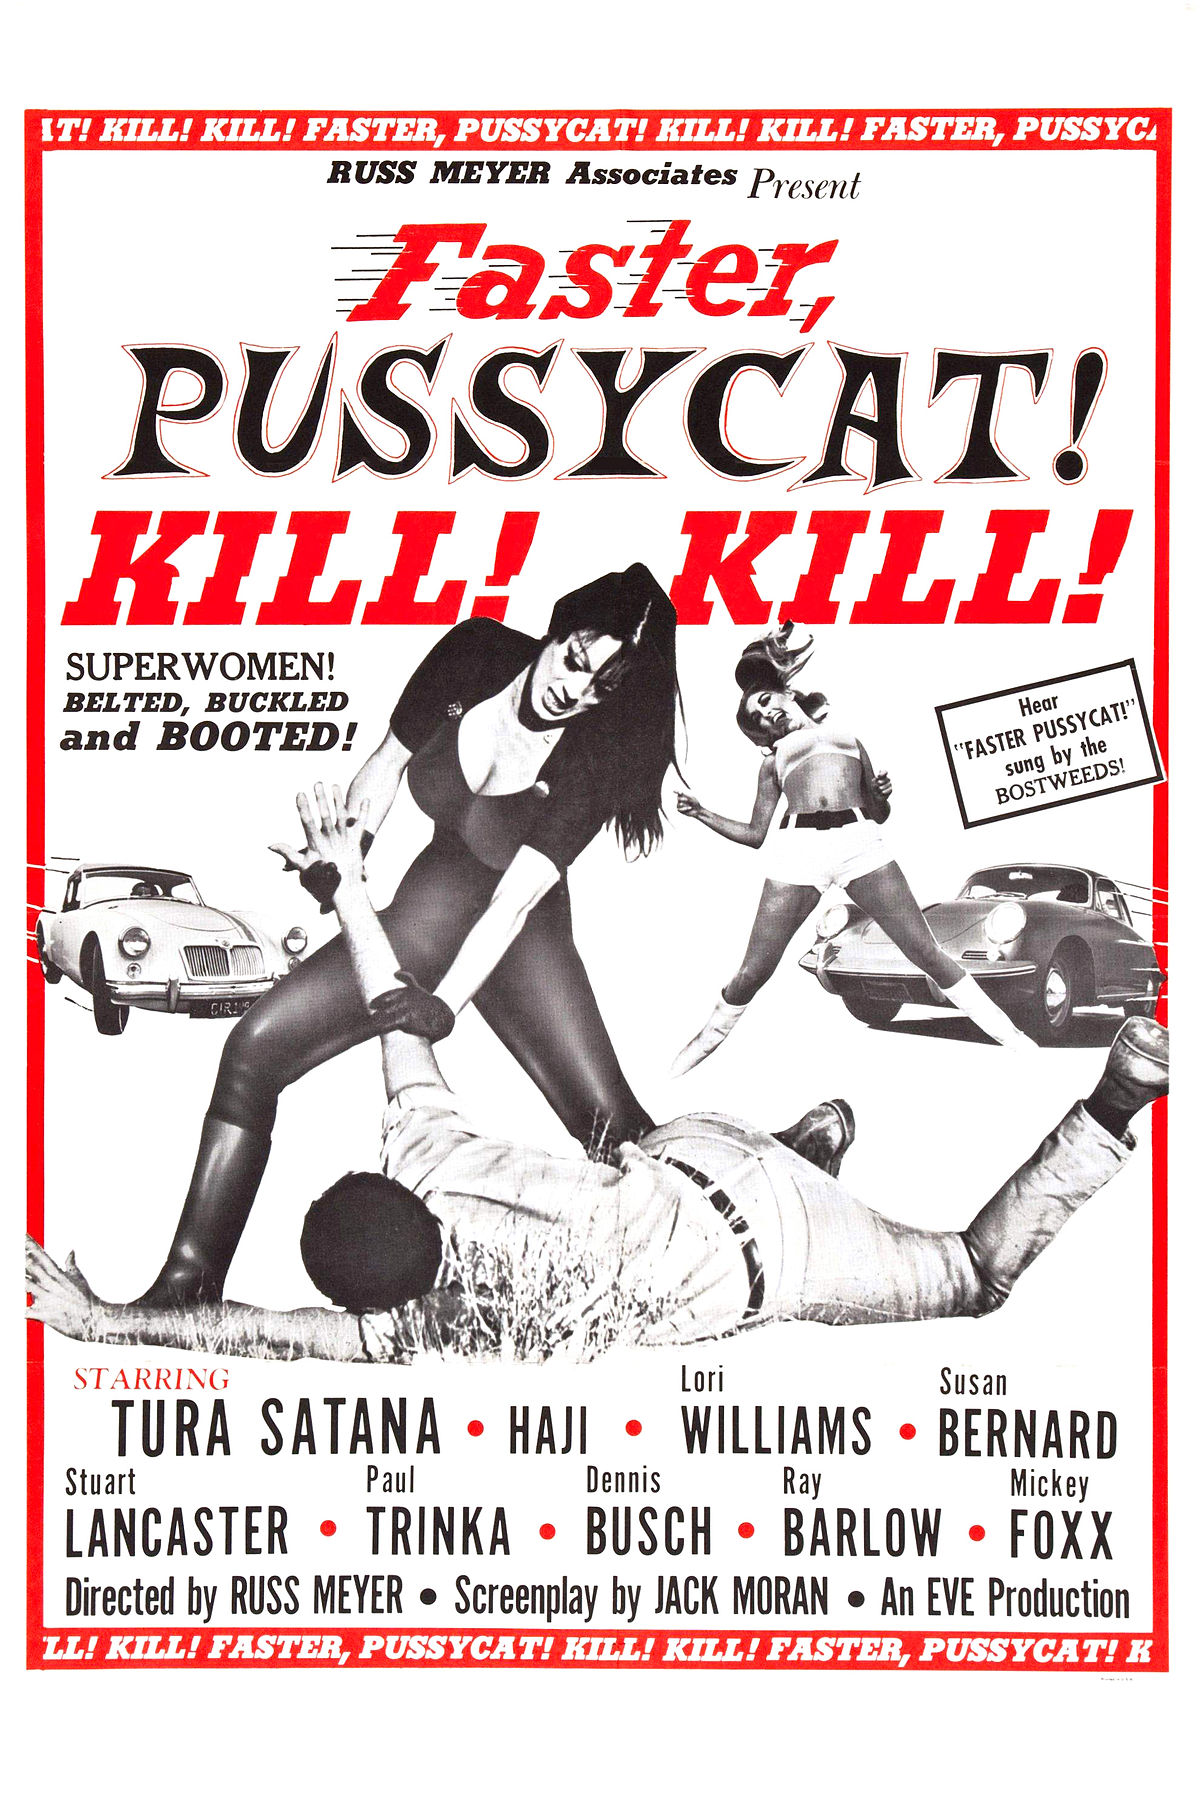 AT! KILL! KILL! FASTER, PUSSYCAT! KILL! KILL! FASTER, PUSSYCA
RUSS MEYER Associates Present
Faster,
PUSSYCAT!
KILL! KILL!
SUPERWOMEN!
BELTED, BUCKLED
and BOOTED!
Hear
"FASTER PUSSYCAT!"
sung by the
BOSTWEEDS!
STARRING
TURA SATANA • HAJI • Lori WILLIAMS • Susan BERNARD
Stuart LANCASTER • Paul TRINKA • Dennis BUSCH • Ray BARLOW • Mickey FOXX
Directed by RUSS MEYER • Screenplay by JACK MORAN • An EVE Production
LL! KILL! FASTER, PUSSYCAT! KILL! KILL! FASTER, PUSSYCAT! K